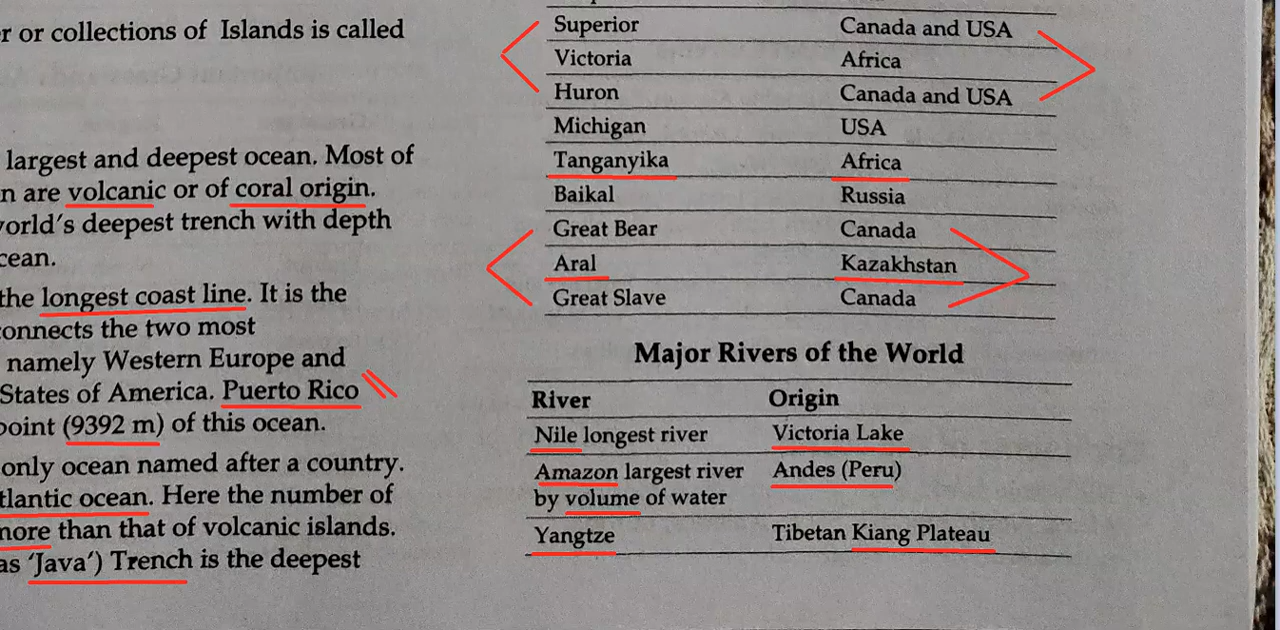 r or collections of Islands is called
largest and deepest ocean. Most of
n are volcanic or of coral origin.
world's deepest trench with depth
cean.
the longest coast line. It is the
connects the two most
namely Western Europe and
States of America. Puerto Rico
point (9392 m) of this ocean.
only ocean named after a country.
tlantic ocean. Here the number of
more than that of volcanic islands.
as 'Java') Trench is the deepest
Superior Canada and USA
Victoria Africa
Huron Canada and USA
Michigan USA
Tanganyika Africa
Baikal Russia
Great Bear Canada
Aral Kazakhstan
Great Slave Canada
Major Rivers of the World
River Origin
Nile longest river Victoria Lake
Amazon largest river Andes (Peru)
by volume of water
Yangtze Tibetan Kiang Plateau